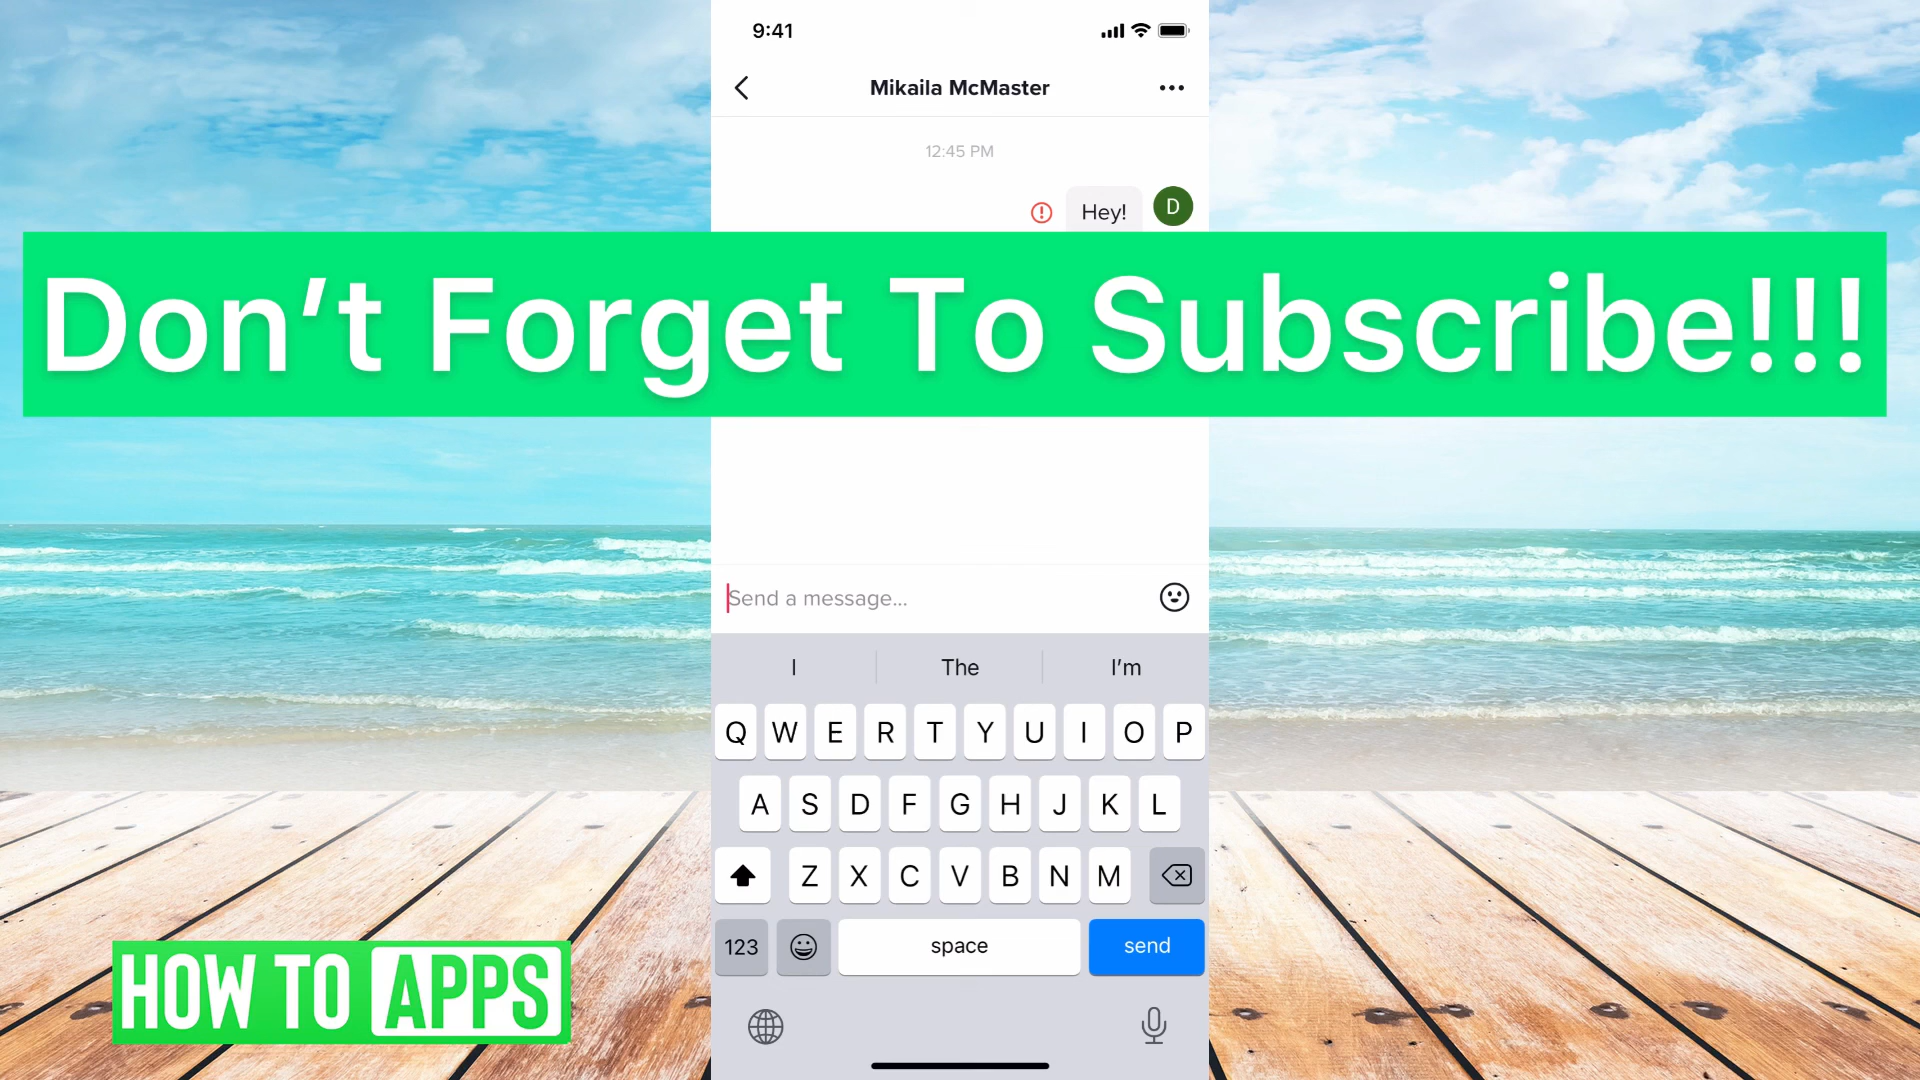 9:41
Mikaila McMaster
12:45 PM
Hey!
D
Don't Forget To Subscribe!!!
Send a message...
I The I'm
Q W E R T Y U I O P
A S D F G H J K L
Z X C V B N M
123 space send
HOW TO APPS